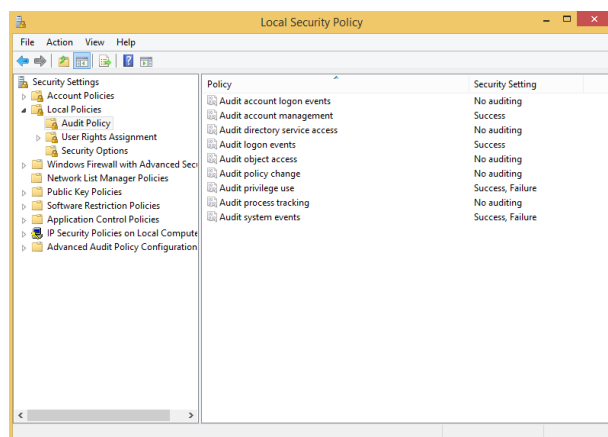 Local Security Policy
File Action View Help
Security Settings
Account Policies
Local Policies
Audit Policy
User Rights Assignment
Security Options
Windows Firewall with Advanced Secu
Network List Manager Policies
Public Key Policies
Software Restriction Policies
Application Control Policies
IP Security Policies on Local Compute
Advanced Audit Policy Configuration
Policy Security Setting
Audit account logon events No auditing
Audit account management Success
Audit directory service access No auditing
Audit logon events Success
Audit object access No auditing
Audit policy change No auditing
Audit privilege use Success, Failure
Audit process tracking No auditing
Audit system events Success, Failure